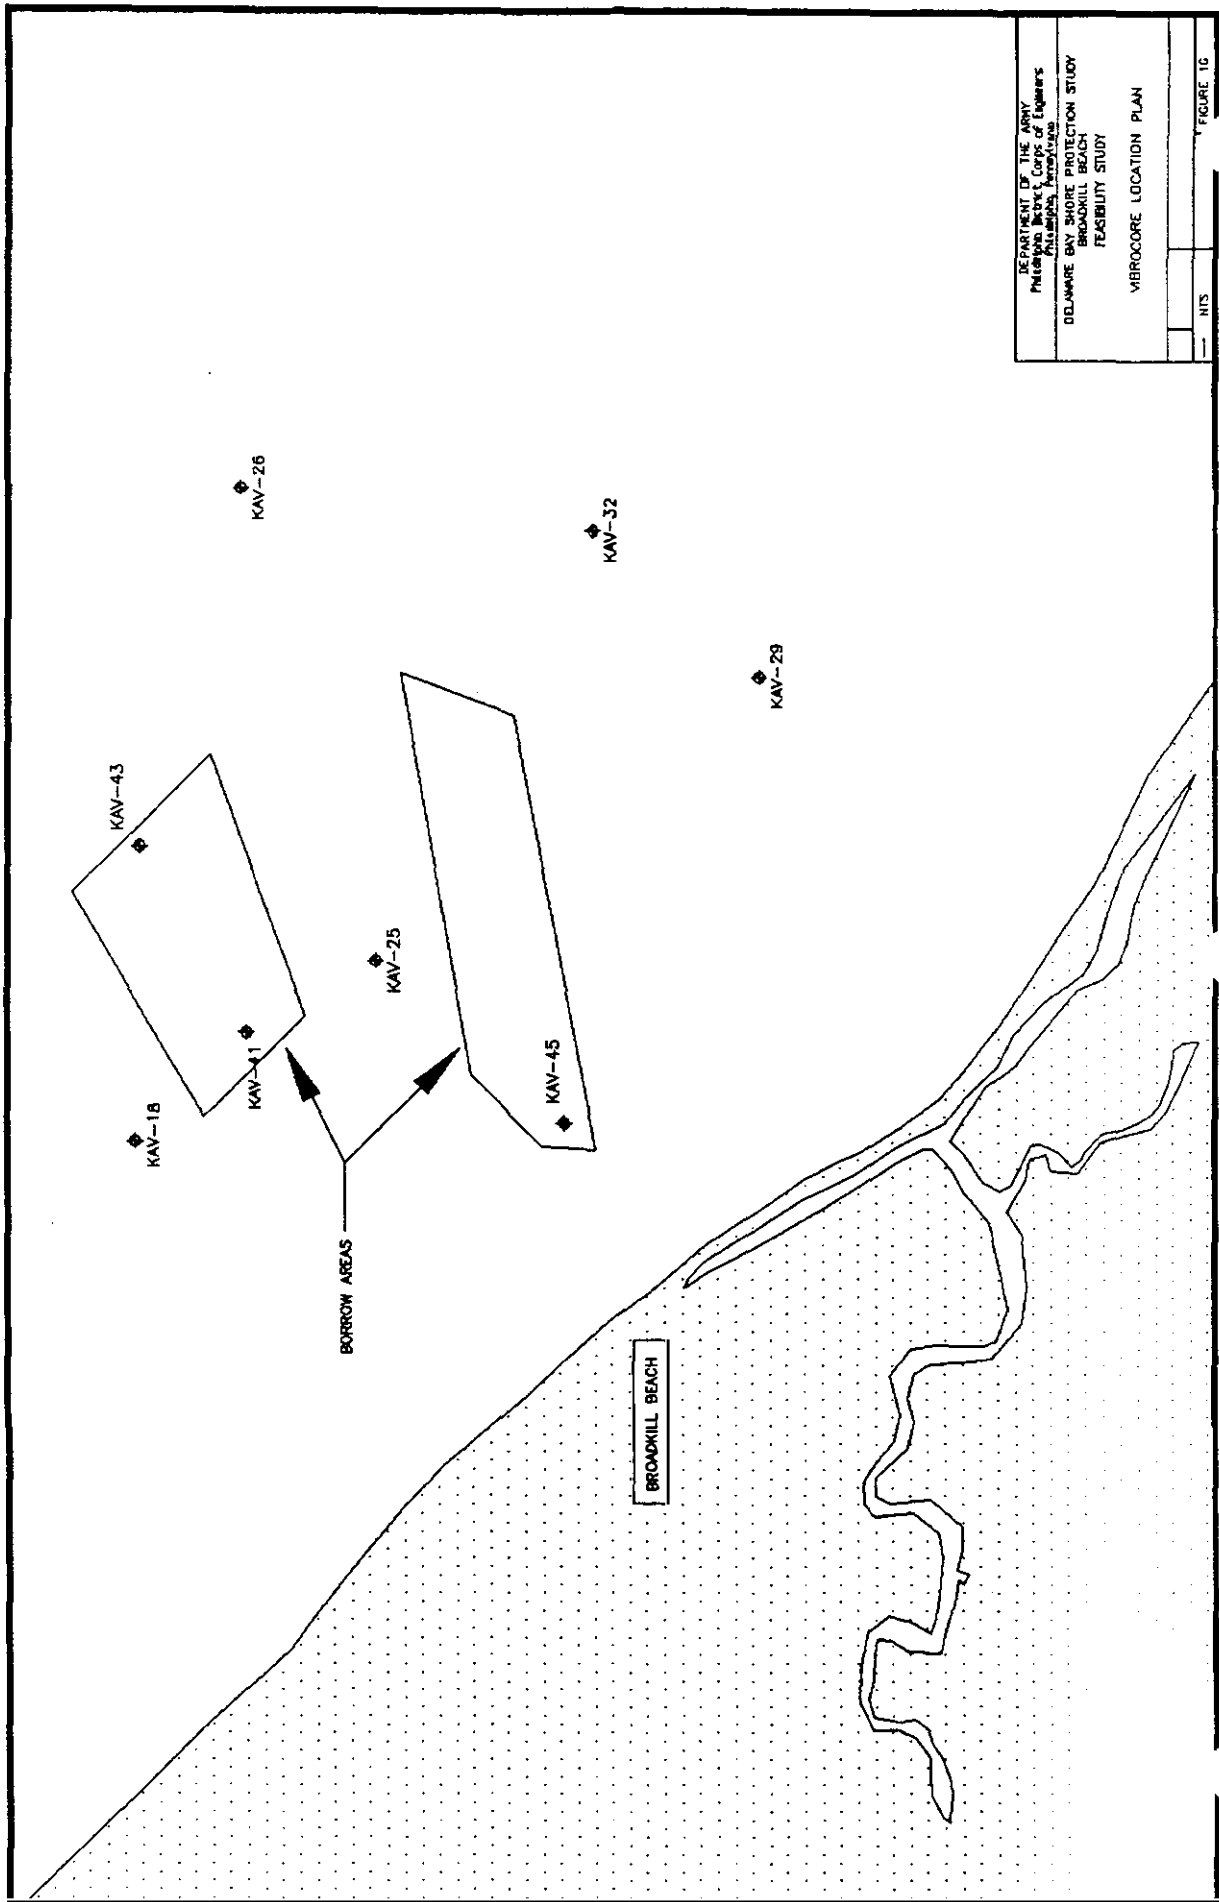 KAV-18
KAV-41
KAV-43
KAV-26
KAV-25
KAV-45
KAV-32
KAV-29
BORROW AREAS
BROADKILL BEACH
DEPARTMENT OF THE ARMY
Philadelphia District, Corps of Engineers
Philadelphia, Pennsylvania
DELAWARE BAY SHORE PROTECTION STUDY
BROADKILL BEACH
FEASIBILITY STUDY
VIBROCORE LOCATION PLAN
NTS
FIGURE 1G